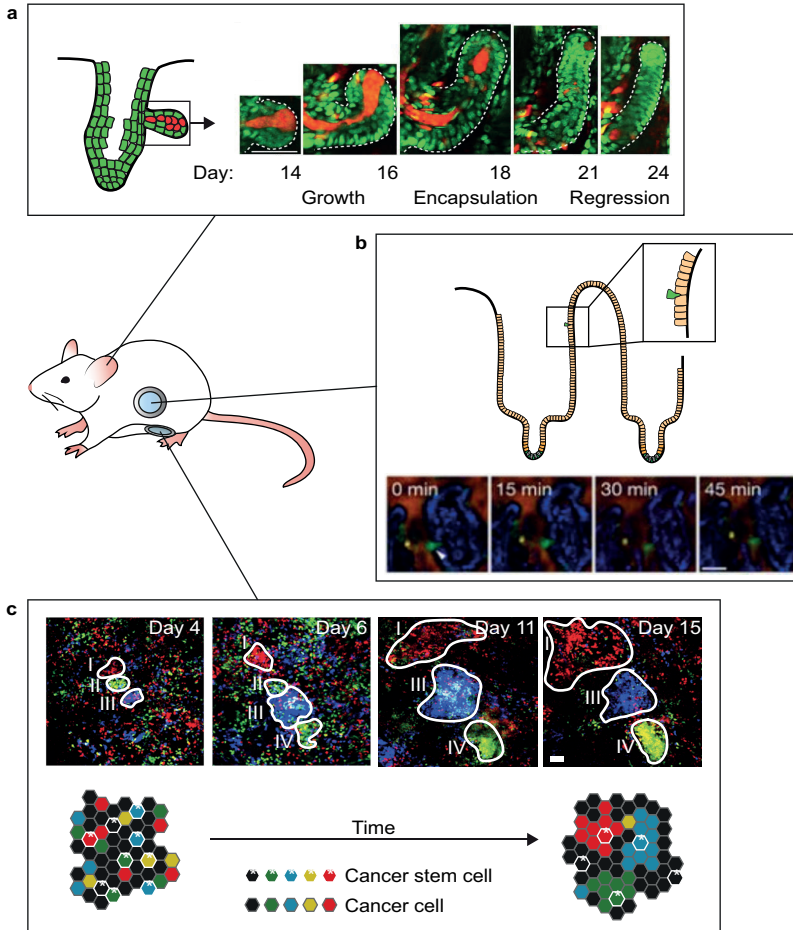 a
Day: 14 16 18 21 24
Growth Encapsulation Regression
b
0 min 15 min 30 min 45 min
c
Day 4 Day 6 Day 11 Day 15
I I I I
II II III III
III III IV IV
IV
Time
Cancer stem cell
Cancer cell